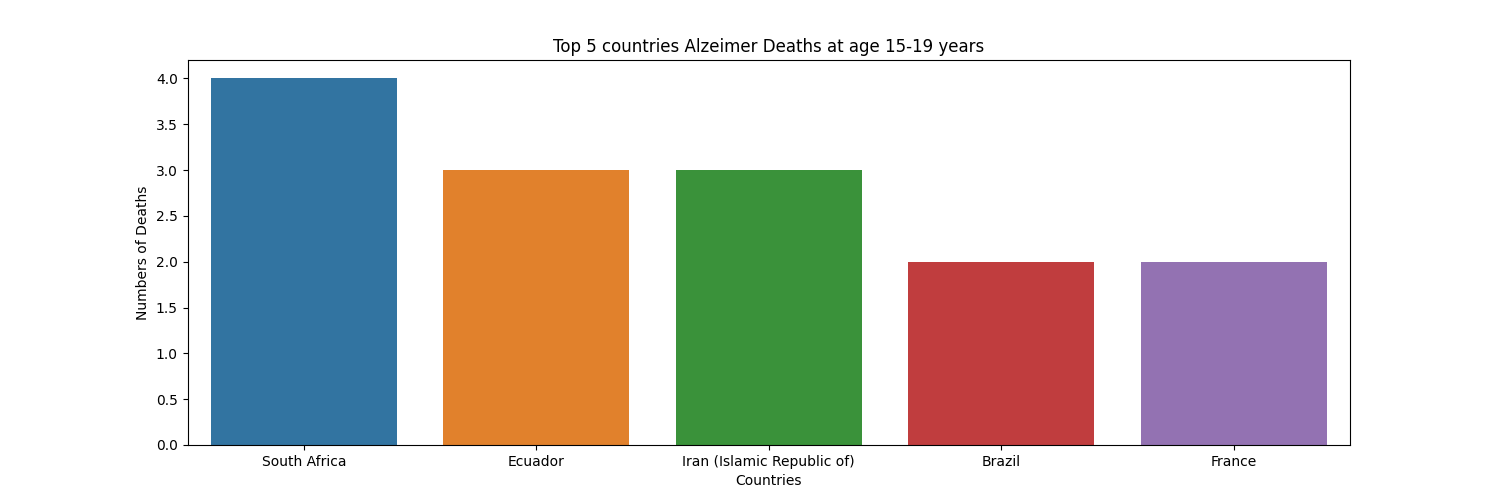 Top 5 countries Alzeimer Deaths at age 15-19 years
Numbers of Deaths
4.0
3.5
3.0
2.5
2.0
1.5
1.0
0.5
0.0
South Africa
Ecuador
Iran (Islamic Republic of)
Brazil
France
Countries